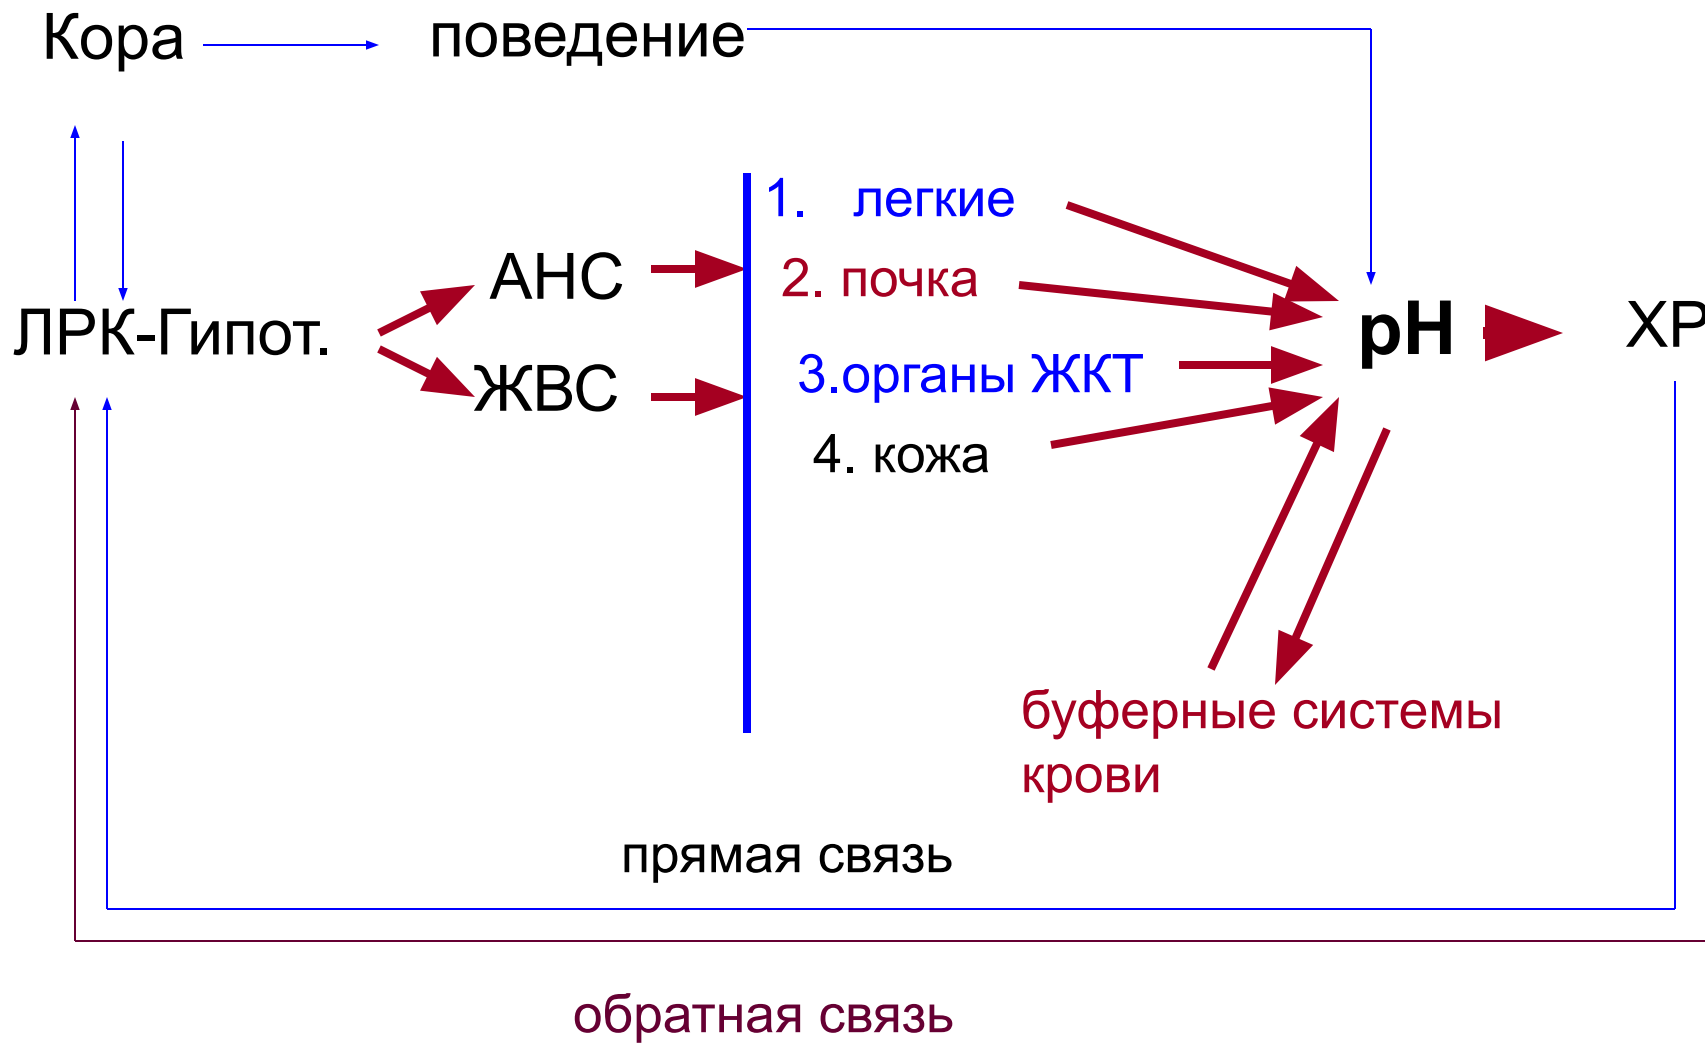 Кора
поведение
1. легкие
АНС
2. почка
ЛРК-Гипот.
рН
ХР
ЖВС
3.органы ЖКТ
4. кожа
буферные системы
крови
прямая связь
обратная связь